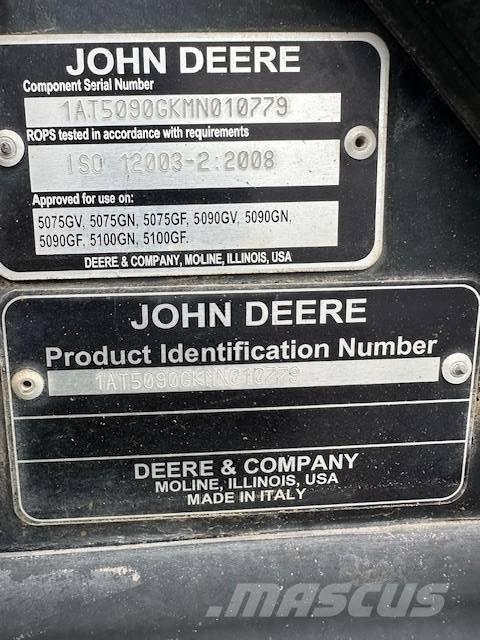 JOHN DEERE
Component Serial Number
1AT5090GKMN010779
ROPS tested in accordance with requirements
ISO 12003-2:2008
Approved for use on:
5075GV, 5075GN, 5075GF, 5090GV, 5090GN,
5090GF, 5100GN, 5100GF.
DEERE & COMPANY, MOLINE, ILLINOIS, USA
JOHN DEERE
Product Identification Number
1AT5090GKMN010779
DEERE & COMPANY
MOLINE, ILLINOIS, USA
MADE IN ITALY
MASCUS